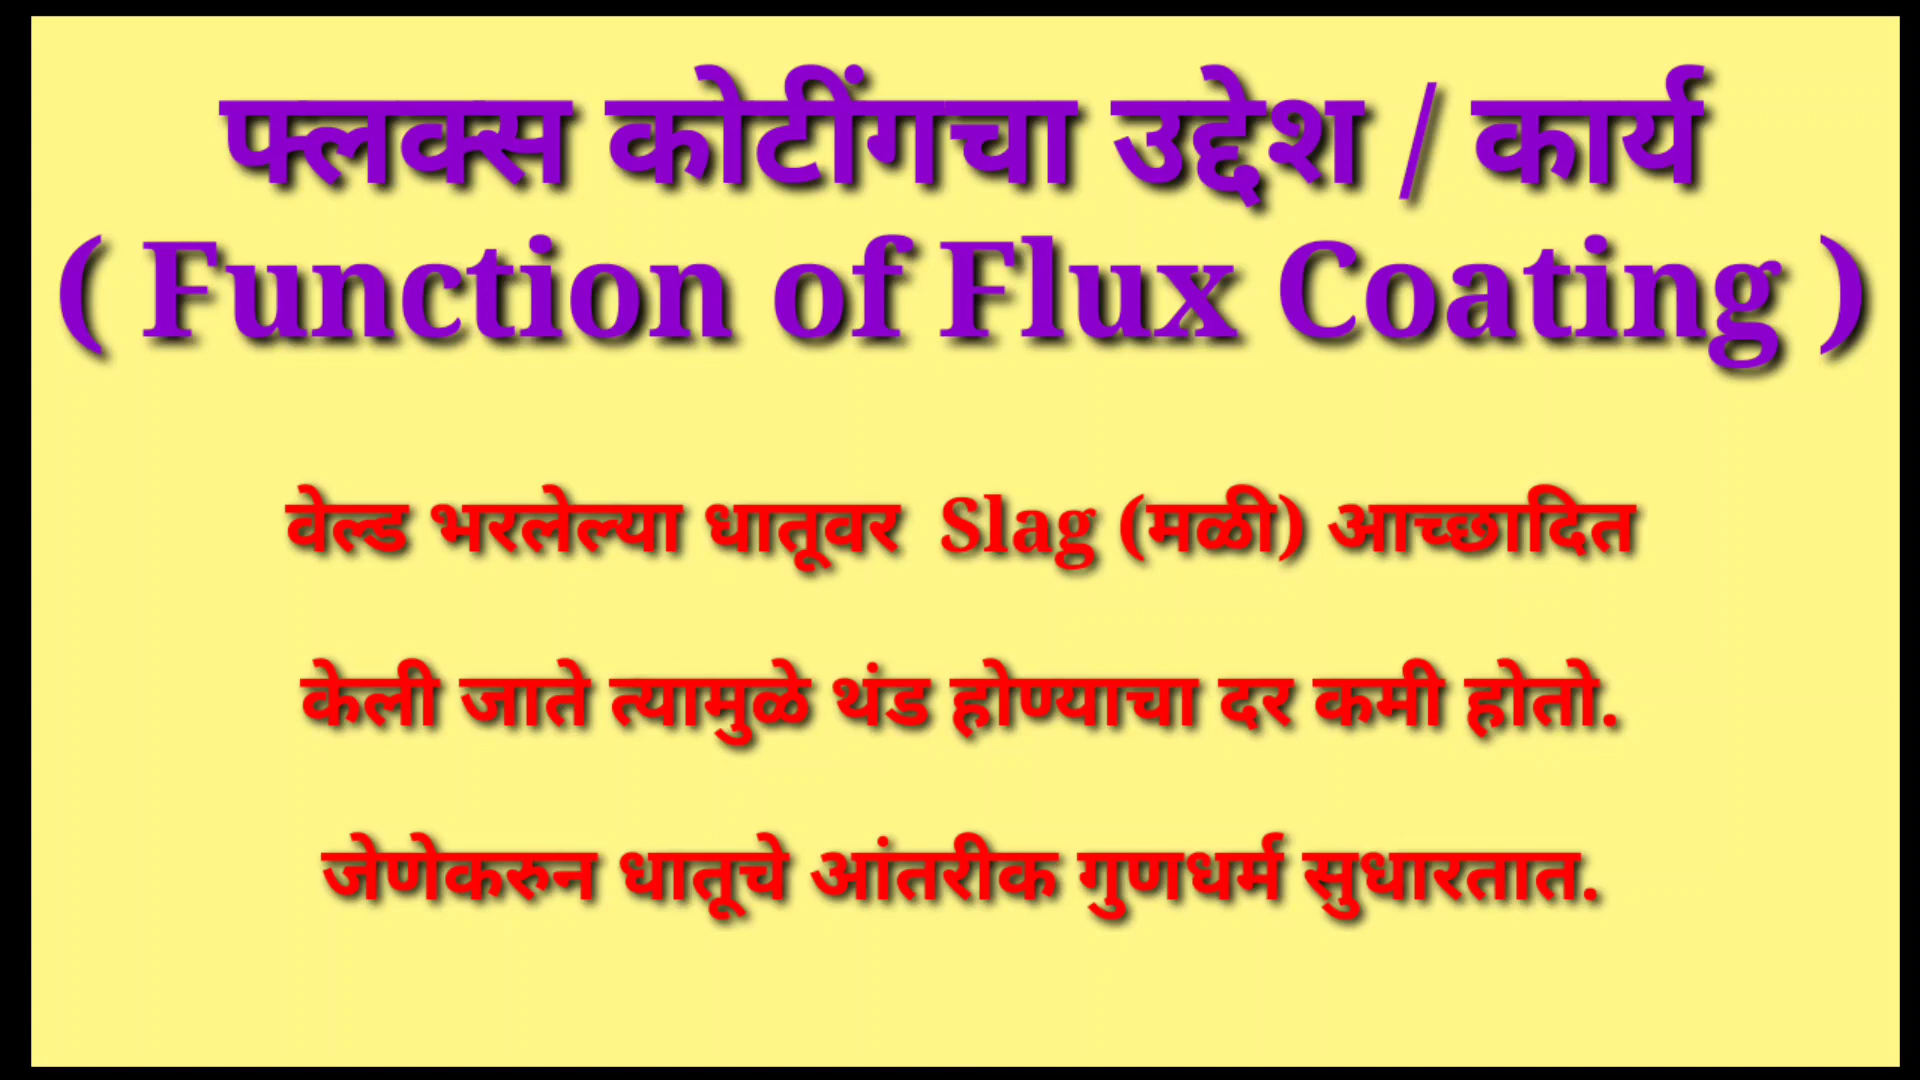 फ्लक्स कोटींगचा उद्देश / कार्य
( Function of Flux Coating )
वेल्ड भरलेल्या धातूवर Slag (मळी) आच्छादित
केली जाते त्यामुळे थंड होण्याचा दर कमी होतो.
जेणेकरुन धातूचे आंतरीक गुणधर्म सुधारतात.